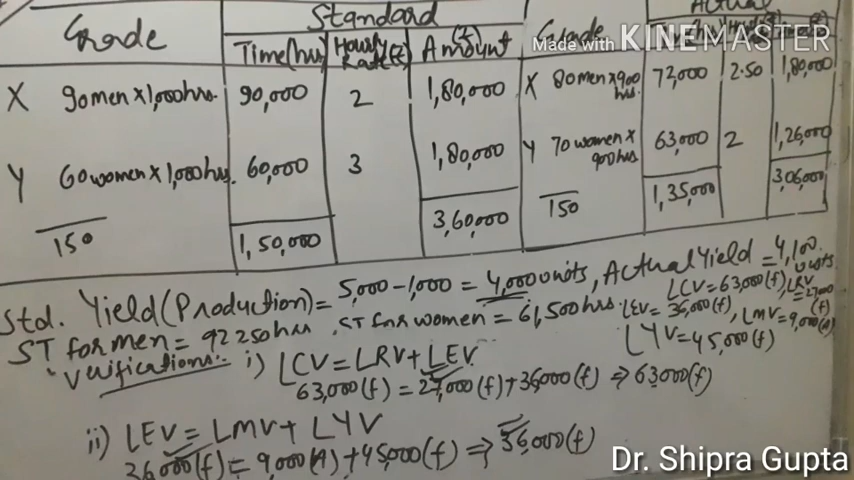 Standard Actual
Grade Time(hrs) Hourly Rate(₹) Amount (₹) Grade
Made with KINEMASTER
X 90men×1,000hrs. 90,000 2 1,80,000 X 80men×900 hrs. 72,000 2.50 1,80,000
Y 60women×1,000hrs. 60,000 3 1,80,000 Y 70women× 900hrs 63,000 2 1,26,000
150 1,50,000 3,60,000 150 1,35,000 3,06,000
Std. Yield(Production)= 5,000-1,000 = 4,000units, Actual Yield = 4,100 units
ST for men = 92250hrs, ST for women = 61,500hrs.
LCV=63,000(f), LRV =27000 (f)
LEV= 36,000(f), LMV=9,000(A)
LYV=45,000(f)
Verifications:- i) LCV= LRV+LEV
63,000(f) = 27,000(f)+36,000(f) ⇒ 63,000(f)
ii) LEV= LMV+ LYV
36,000(f)= 9,000(A)+45,000(f) ⇒ 36,000(f)
Dr. Shipra Gupta